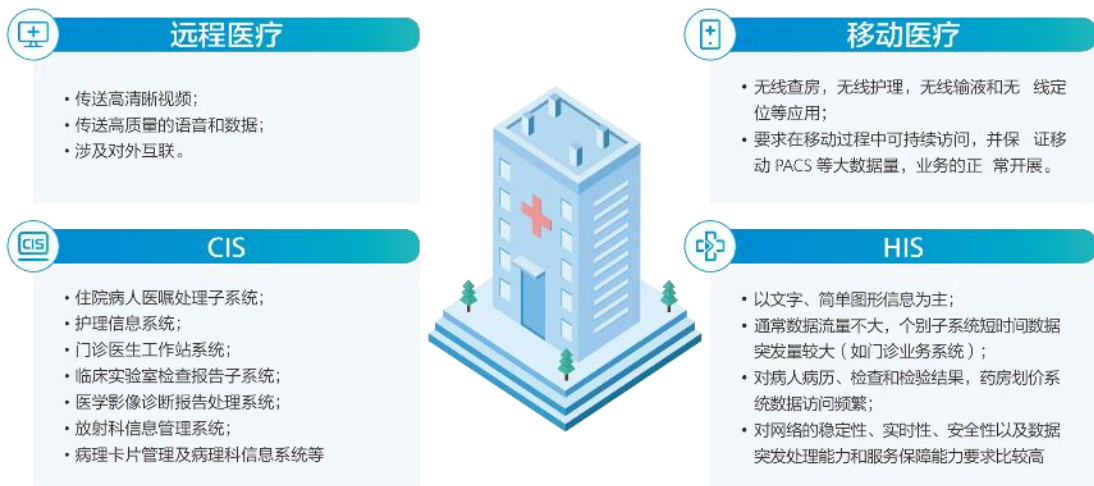 远程医疗
• 传送高清晰视频；
• 传送高质量的语音和数据；
• 涉及对外互联。
移动医疗
• 无线查房，无线护理，无线输液和无 线定
位等应用；
• 要求在移动过程中可持续访问，并保 证移
动 PACS 等大数据量，业务的正 常开展。
CIS
CIS
• 住院病人医嘱处理子系统；
• 护理信息系统；
• 门诊医生工作站系统；
• 临床实验室检查报告子系统；
• 医学影像诊断报告处理系统；
• 放射科信息管理系统；
• 病理卡片管理及病理科信息系统等
HIS
• 以文字、简单图形信息为主；
• 通常数据流量不大，个别子系统短时间数据
突发量较大（如门诊业务系统）；
• 对病人病历、检查和检验结果，药房划价系
统数据访问频繁；
• 对网络的稳定性、实时性、安全性以及数据
突发处理能力和服务保障能力要求比较高